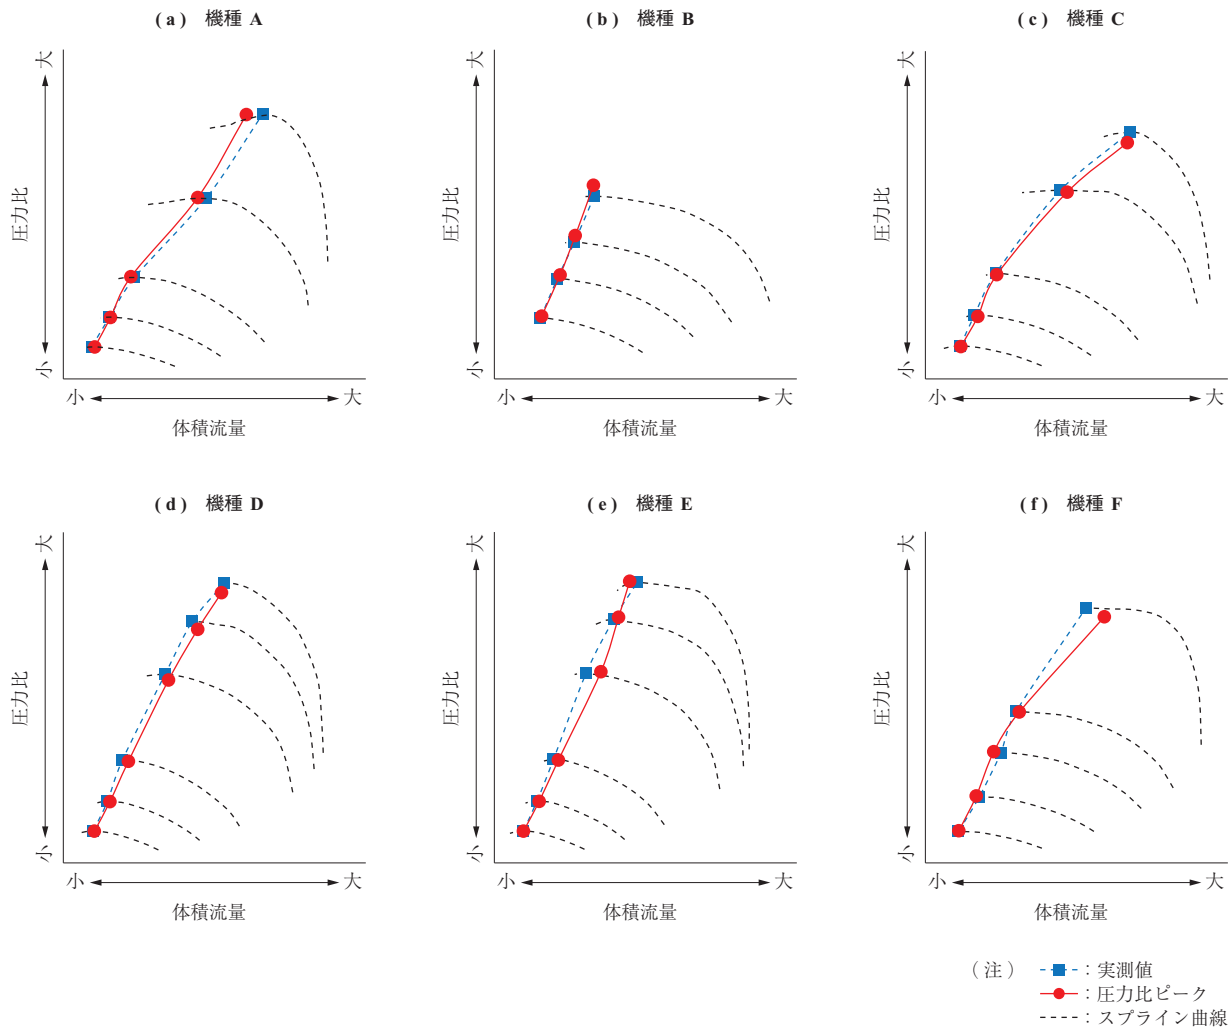 (a) 機種 A
大
圧力比
小
小
大
体積流量
(b) 機種 B
大
圧力比
小
小
大
体積流量
(c) 機種 C
大
圧力比
小
小
大
体積流量
(d) 機種 D
大
圧力比
小
小
大
体積流量
(e) 機種 E
大
圧力比
小
小
大
体積流量
(f) 機種 F
大
圧力比
小
小
大
体積流量
(注) :実測値
:圧力比ピーク
:スプライン曲線